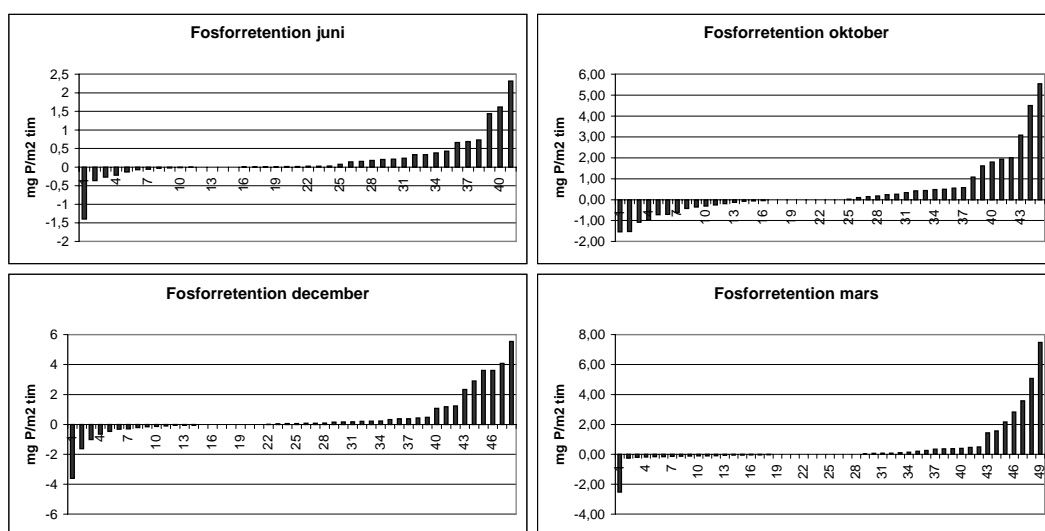 Fosforretention juni
mg P/m2 tim
2,5
2
1,5
1
0,5
0
-0,5
-1
-1,5
-2
4 7 10 13 16 19 22 25 28 31 34 37 40
Fosforretention oktober
mg P/m2 tim
6,00
5,00
4,00
3,00
2,00
1,00
0,00
-1,00
-2,00
10 13 16 19 22 25 28 31 34 37 40 43
Fosforretention december
mg P/m2 tim
6
4
2
0
-2
-4
-6
4 7 10 13 16 19 22 25 28 31 34 37 40 43 46
Fosforretention mars
mg P/m2 tim
8,00
6,00
4,00
2,00
0,00
-2,00
-4,00
4 7 10 13 16 19 22 25 28 31 34 37 40 43 46 49